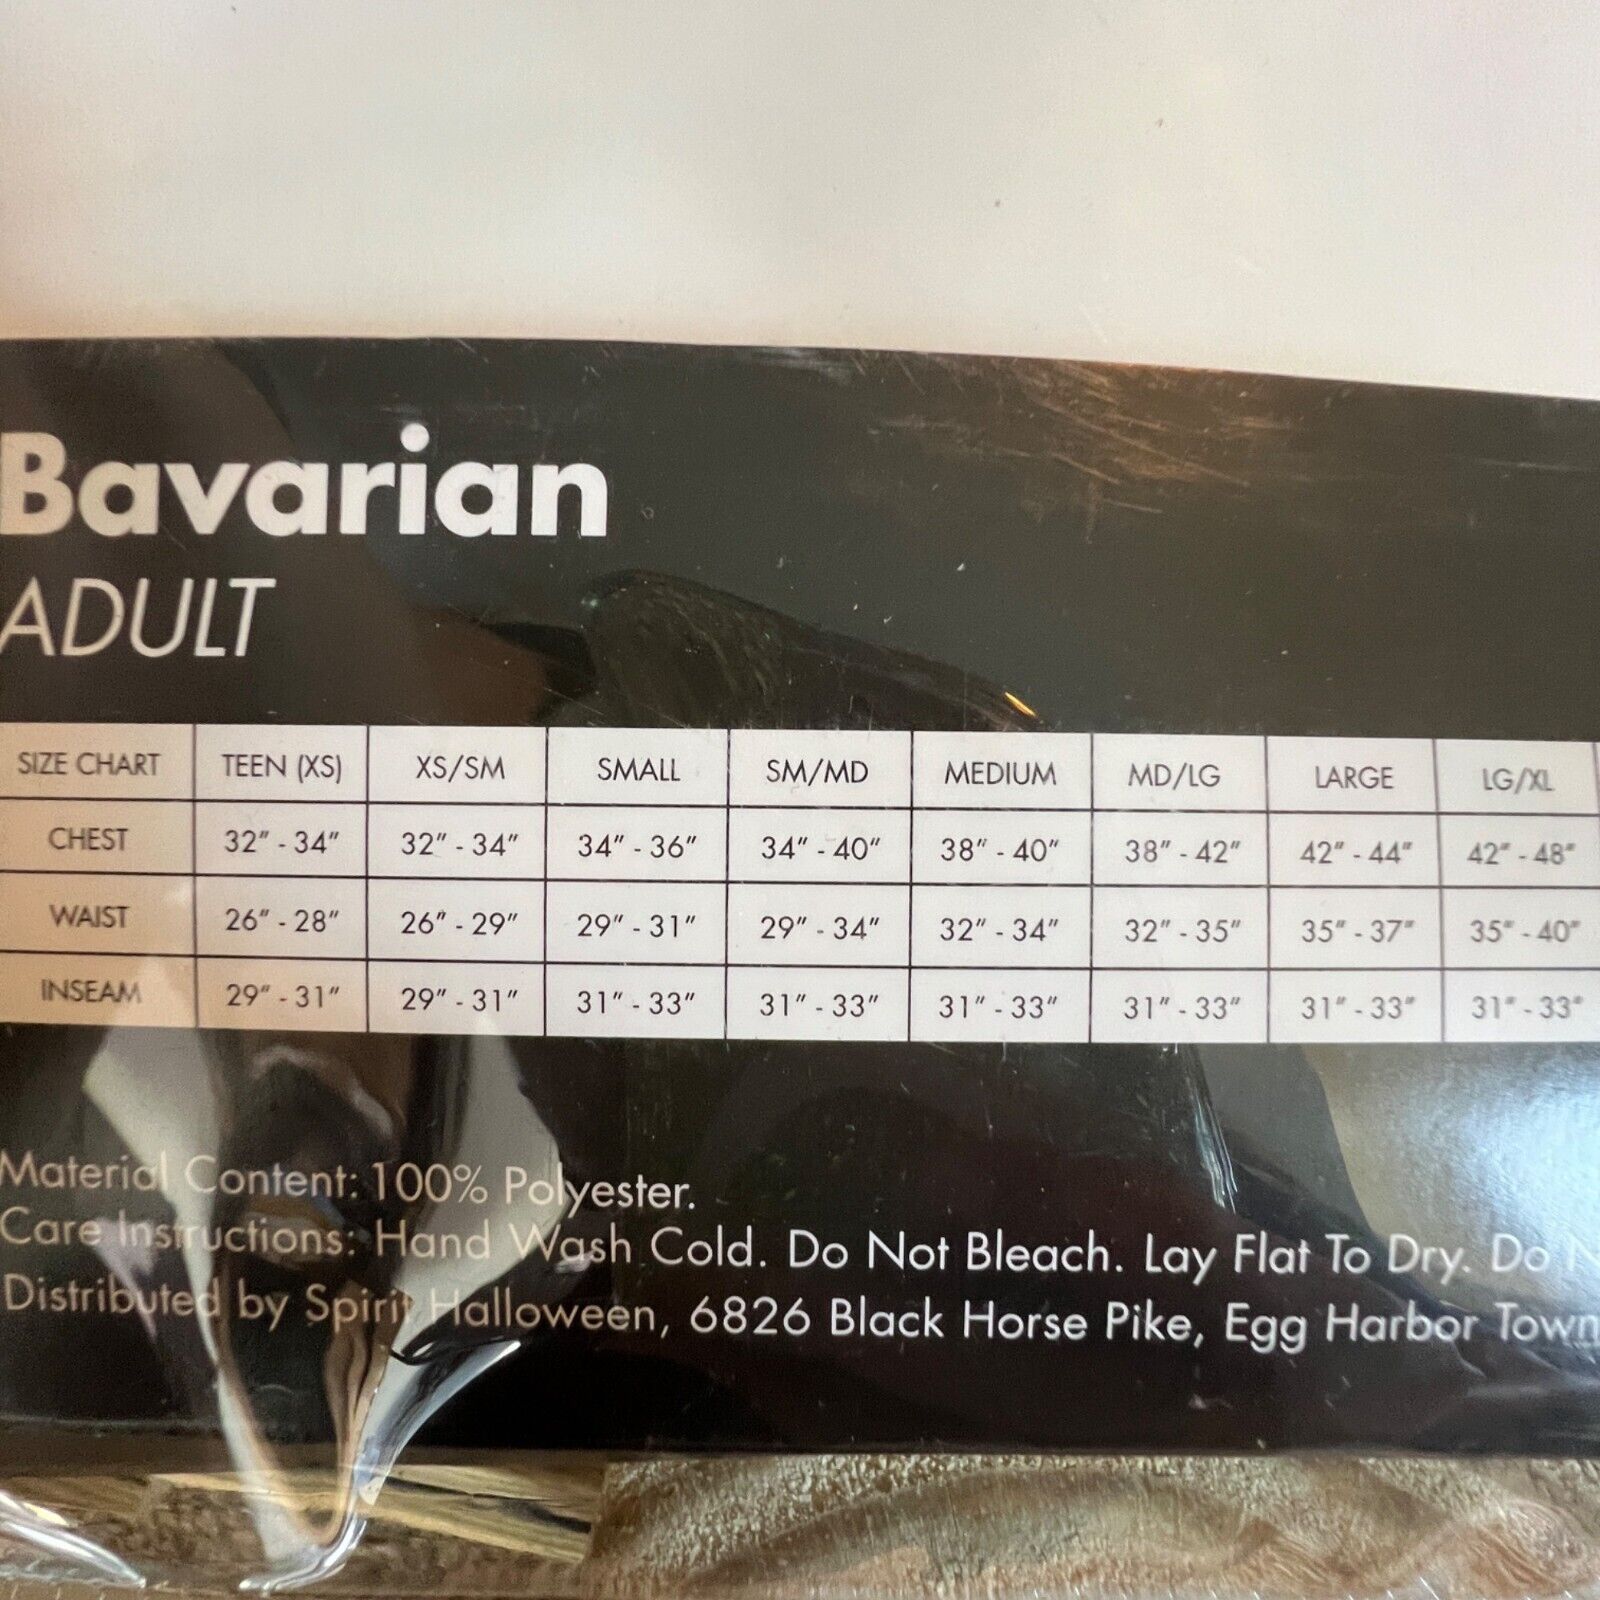 Bavarian
ADULT
SIZE CHART TEEN (XS) XS/SM SMALL SM/MD MEDIUM MD/LG LARGE LG/XL
CHEST 32" - 34" 32" - 34" 34" - 36" 34" - 40" 38" - 40" 38" - 42" 42" - 44" 42" - 48"
WAIST 26" - 28" 26" - 29" 29" - 31" 29" - 34" 32" - 34" 32" - 35" 35" - 37" 35" - 40"
INSEAM 29" - 31" 29" - 31" 31" - 33" 31" - 33" 31" - 33" 31" - 33" 31" - 33" 31" - 33"
Material Content: 100% Polyester.
Care Instructions: Hand Wash Cold. Do Not Bleach. Lay Flat To Dry. Do
Distributed by Spirit Halloween, 6826 Black Horse Pike, Egg Harbor Town